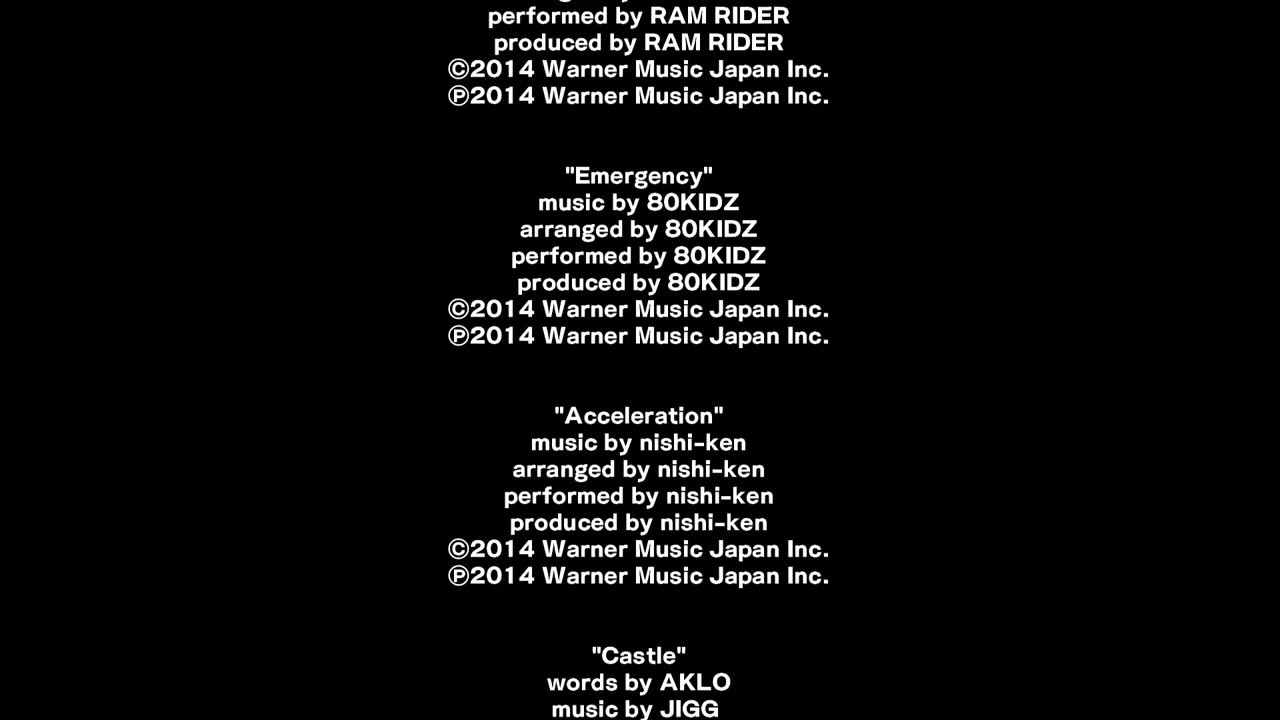 performed by RAM RIDER
produced by RAM RIDER
©2014 Warner Music Japan Inc.
℗2014 Warner Music Japan Inc.
"Emergency"
music by 80KIDZ
arranged by 80KIDZ
performed by 80KIDZ
produced by 80KIDZ
©2014 Warner Music Japan Inc.
℗2014 Warner Music Japan Inc.
"Acceleration"
music by nishi-ken
arranged by nishi-ken
performed by nishi-ken
produced by nishi-ken
©2014 Warner Music Japan Inc.
℗2014 Warner Music Japan Inc.
"Castle"
words by AKLO
music by JIGG